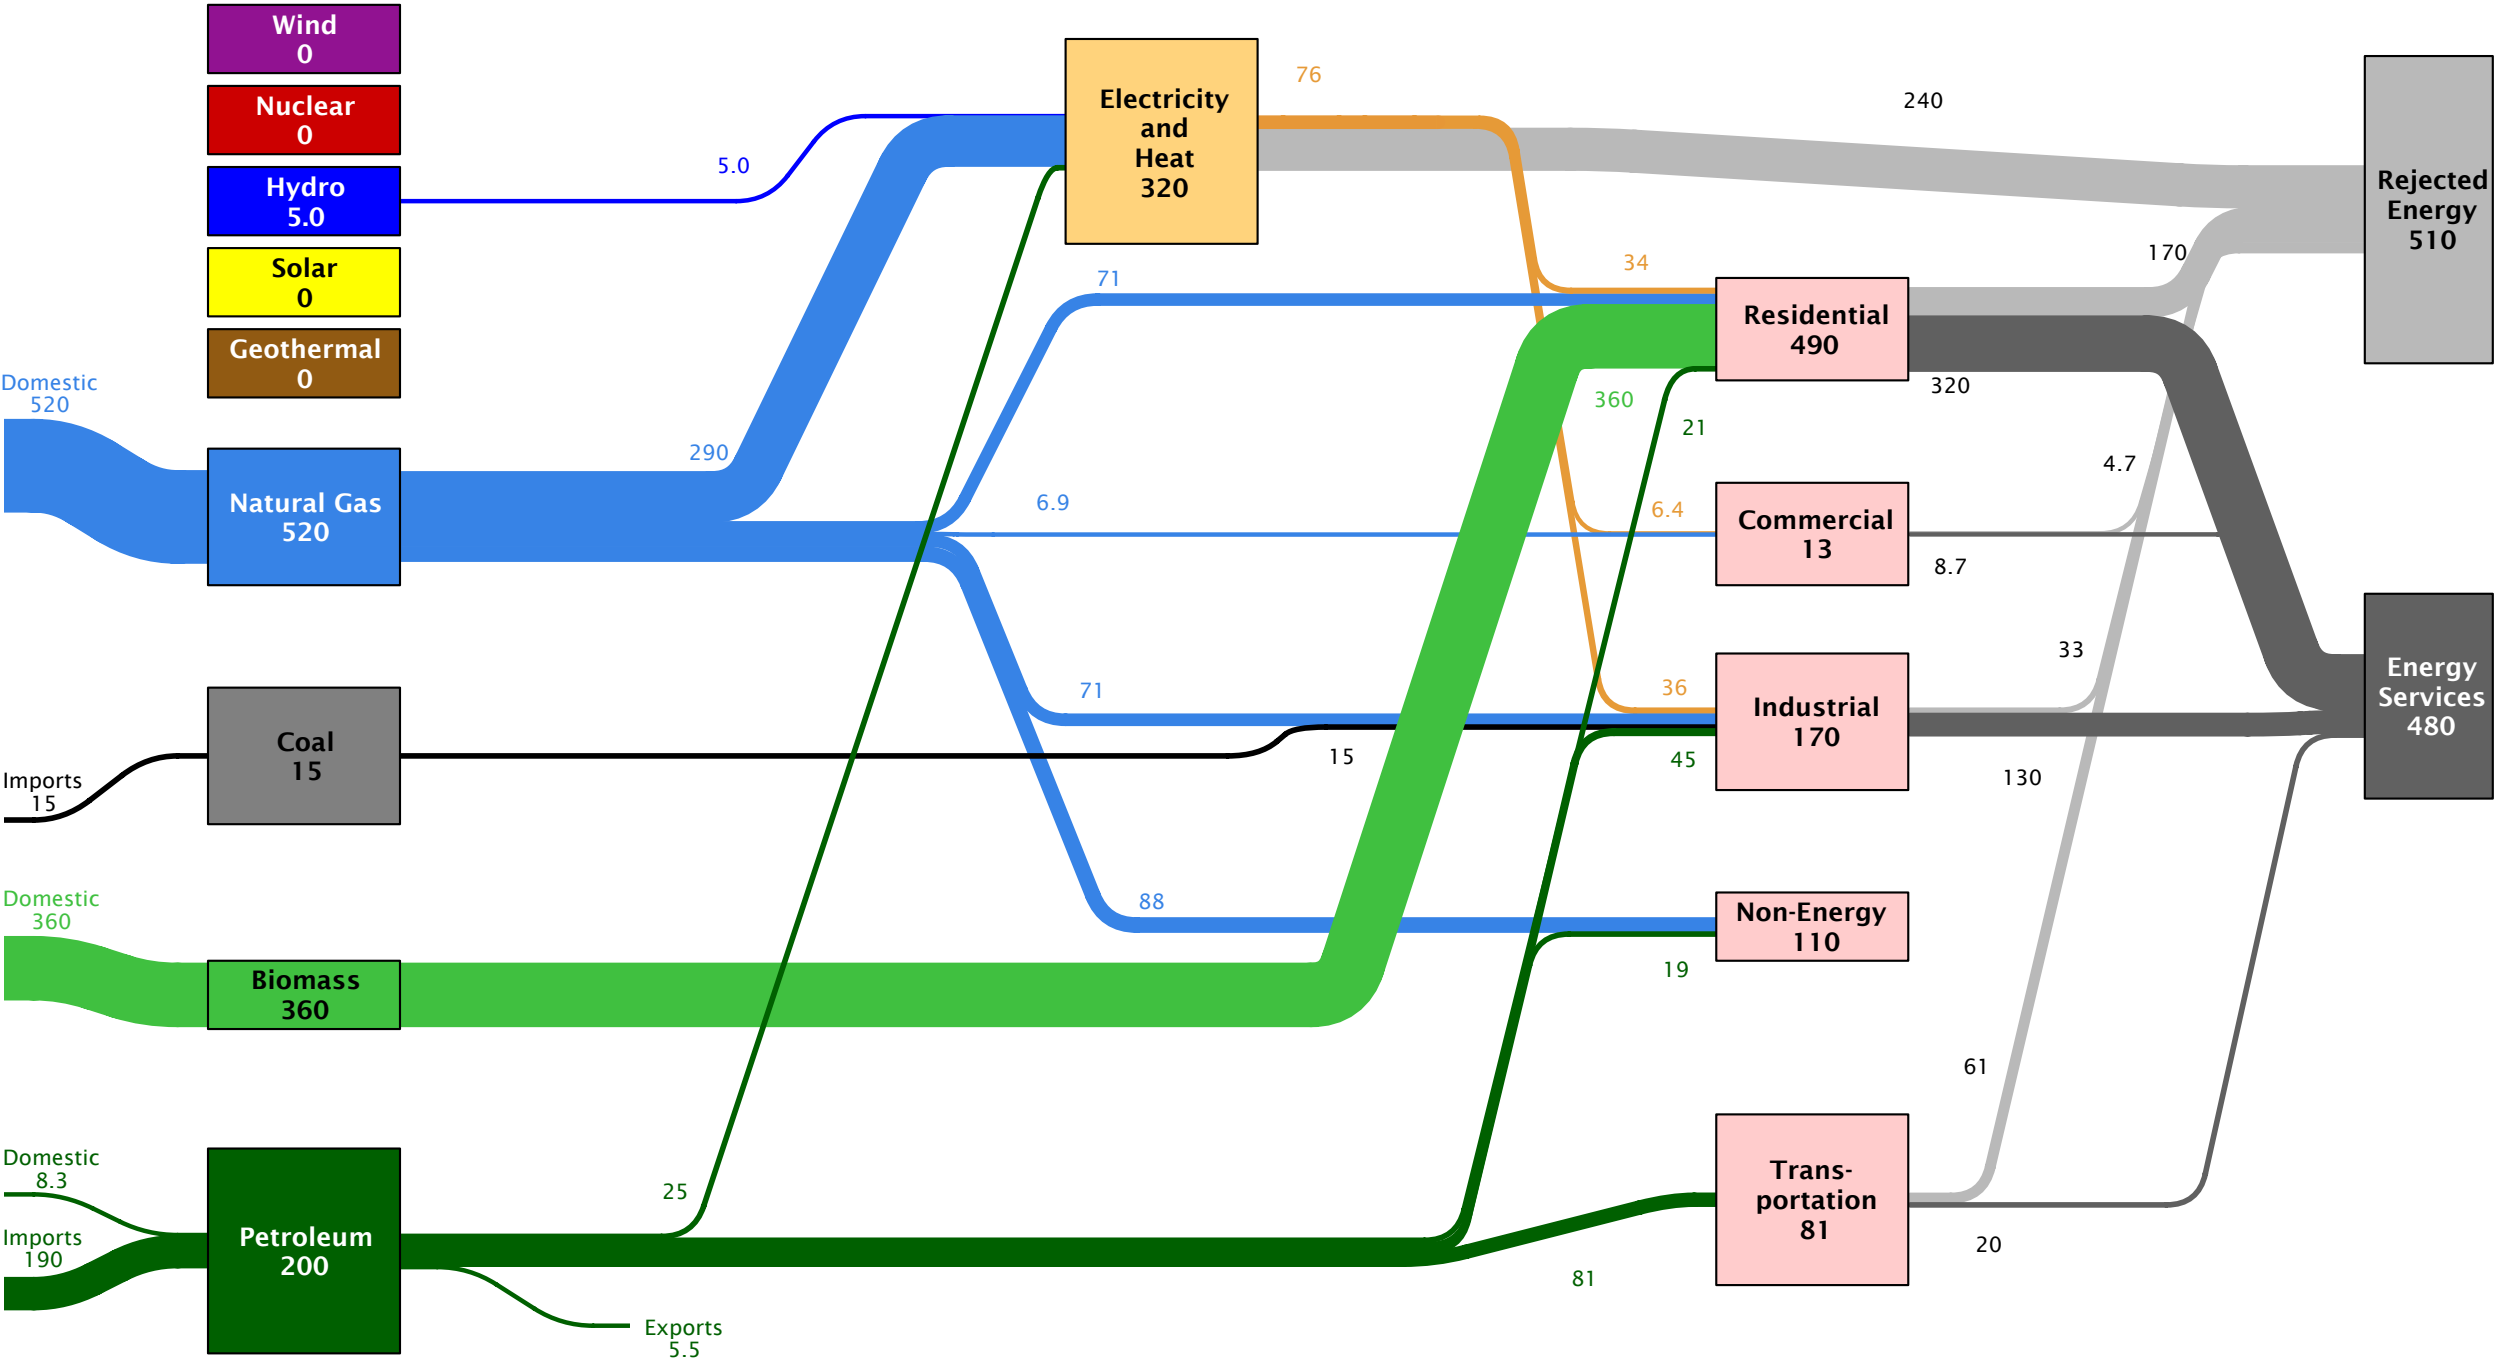 Wind
0
Nuclear
0
Hydro
5.0
Solar
0
Geothermal
0
Domestic
520
Natural Gas
520
Imports
15
Coal
15
Domestic
360
Biomass
360
Domestic
8.3
Imports
190
Petroleum
200
Exports
5.5
5.0
290
25
Electricity
and
Heat
320
76
71
6.9
71
15
88
34
360
21
6.4
36
45
19
81
Residential
490
Commercial
13
Industrial
170
Non-Energy
110
Trans-
portation
81
240
170
320
4.7
8.7
33
130
61
20
Rejected
Energy
510
Energy
Services
480